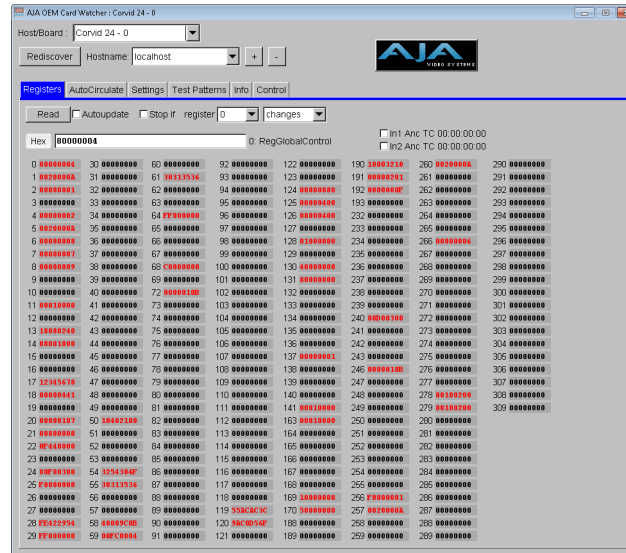 AJA OEM Card Watcher : Corvid 24 - 0
Host/Board : Corvid 24 - 0
Rediscover Hostname: localhost + -
AJA
VIDEO SYSTEMS
Registers AutoCirculate Settings Test Patterns Info Control
Read Autoupdate Stop if register 0 changes
In1 Anc TC 00:00:00:00
Hex 80000004 0: RegGlobalControl
In2 Anc TC 00:00:00:00
0 80000004 30 00000000 60 00000000 92 00000000 122 00000000 190 10003210 260 0020000A 290 00000000
1 0020000A 31 00000000 61 30313536 93 00000000 123 00000000 191 00000201 261 00000000 291 00000000
2 00000001 32 00000000 62 00000000 94 00000000 124 00000080 192 0000000F 262 00000000 292 00000000
3 00000000 33 00000000 63 00000000 95 00000000 125 00000400 193 00000000 263 00000000 293 00000000
4 00000002 34 00000000 64 FF000000 96 00000000 126 00000400 232 00000000 264 00000000 294 00000000
5 0020000A 35 00000000 65 00000000 97 00000000 127 00000000 233 00000000 265 00000000 295 00000000
6 00000008 36 00000000 66 00000000 98 00000000 128 01000000 234 00000000 266 00000006 296 00000000
7 00000007 37 00000000 67 00000000 99 00000000 129 00000000 235 00000000 267 00000000 297 00000000
8 00000009 38 00000000 68 C0000000 100 00000000 130 40000000 236 00000000 268 00000000 298 00000000
9 00000000 39 00000000 69 00000000 101 00000000 131 237 00000000 269 00000000 299 00000000
10 00000000 40 00000000 72 0000010D 102 00000000 132 00000000 238 00000000 270 00000000 300 00000000
11 00010000 41 00000000 73 00000000 103 00000000 133 00000000 239 00000000 271 00000000 301 00000000
12 00000000 42 00000000 74 00000000 104 00000000 134 00000000 240 08D00300 272 00000000 302 00000000
13 18080240 43 00000000 75 00000000 105 00000000 135 00000000 241 00000000 273 00000000 303 00000000
14 08001000 44 00000000 76 00000000 106 00000000 136 00000000 242 00000000 274 00000000 304 00000000
15 00000000 45 00000000 77 00000000 107 00000000 137 00000001 243 00000000 275 00000000 305 00000000
16 00000000 46 00000000 78 00000000 108 00000000 138 00000000 246 0000010B 276 00000000 306 00000000
17 12345678 47 00000000 79 00000000 109 00000000 139 00000000 247 00000000 277 00000000 307 00000000
18 00000441 48 00000000 80 00000000 110 00000000 140 00000000 248 00000000 278 00100200 308 00000000
19 00000000 49 00000000 81 00000000 111 00000000 141 00010000 249 00000000 279 00100200 309 00000000
20 00000187 50 10482100 82 00000000 112 00000000 163 00010000 250 00000000 280 00000000
21 51 00000000 83 00000000 113 00000000 164 00000000 251 00000000 281 00000000
22 0F440000 52 00000000 84 00000000 114 00000000 165 00000000 252 00000000 282 00000000
23 00000000 53 00000000 85 00000000 115 00000000 166 00000000 253 00000000 283 00000000
24 00F00300 54 3254304F 86 00000000 116 00000000 167 00000000 254 00000000 284 00000000
25 F0000000 55 30313536 87 00000000 117 00000000 168 00000000 255 00000000 285 00000000
26 00000000 56 00000000 88 00000000 118 00000000 169 10000000 256 F0000001 286 00000000
27 00000000 57 00000000 89 00000000 119 55ACAC3C 170 50000000 257 0020000A 287 00000000
28 FE422954 58 40009C0B 90 00000000 120 9AC0D56F 188 00000000 258 00000000 288 00000000
29 FF000000 59 00FC0004 91 00000000 121 00000000 189 00000000 259 00000000 289 00000000